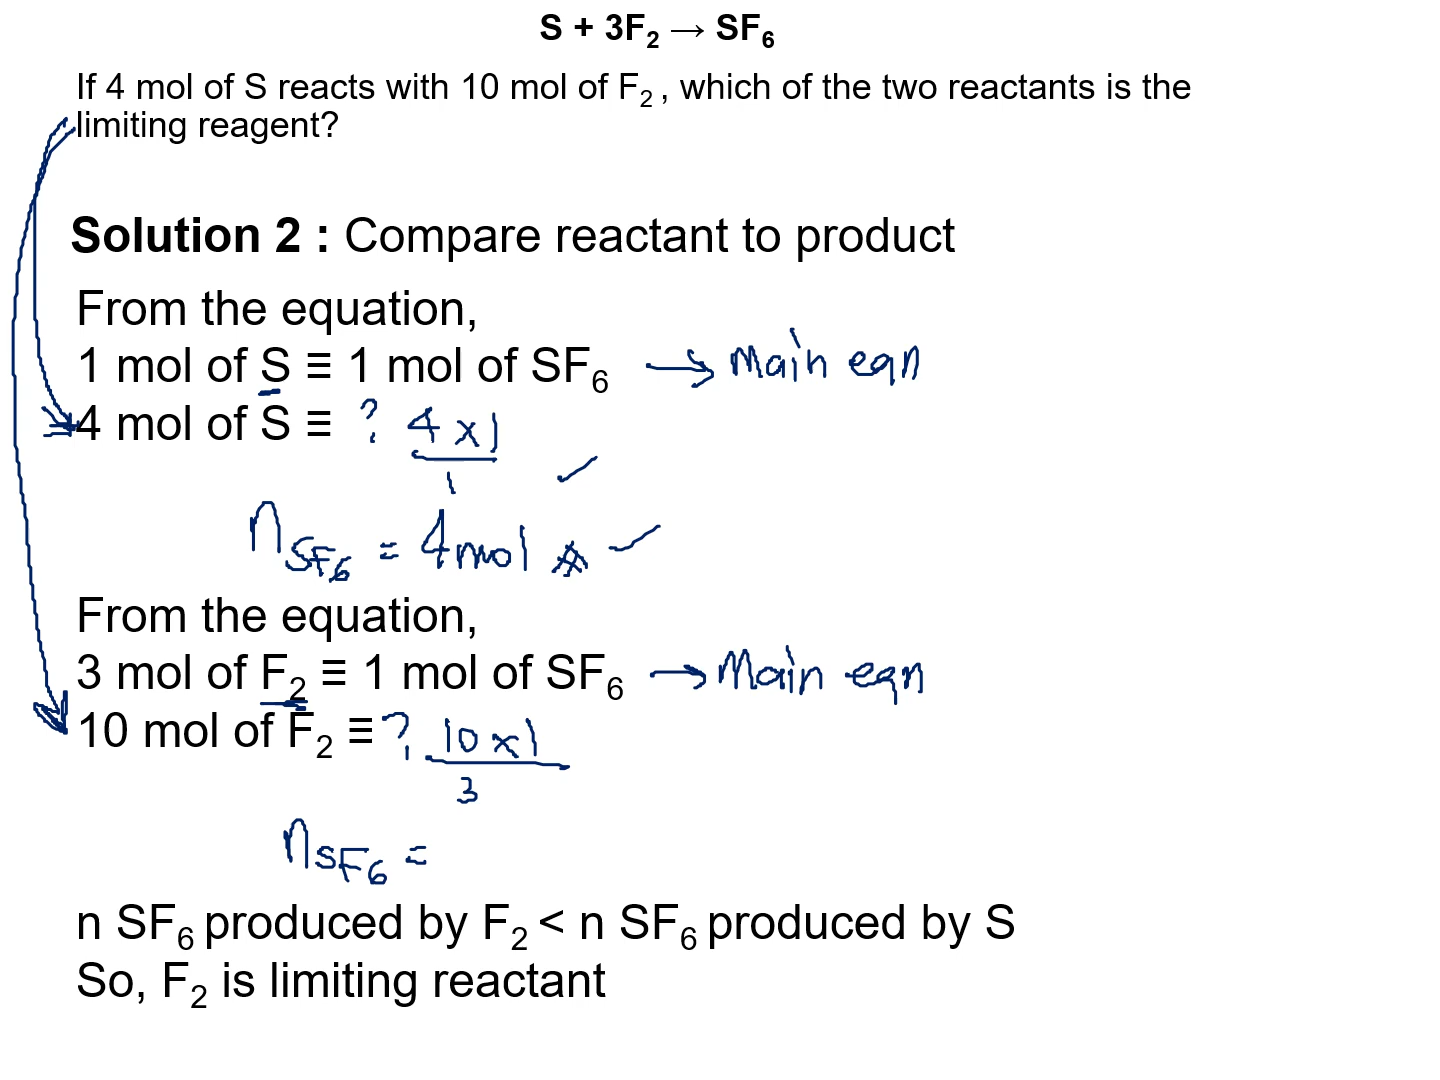 S + 3F₂ → SF₆
If 4 mol of S reacts with 10 mol of F₂ , which of the two reactants is the
limiting reagent?
Solution 2 : Compare reactant to product
From the equation,
1 mol of S ≡ 1 mol of SF₆ → Main eqn
4 mol of S ≡ ? 4 x 1
1
n SF₆ = 4 mol #
From the equation,
3 mol of F₂ ≡ 1 mol of SF₆ → Main eqn
10 mol of F₂ ≡ ? 10 x 1
3
n SF₆ =
n SF₆ produced by F₂ < n SF₆ produced by S
So, F₂ is limiting reactant